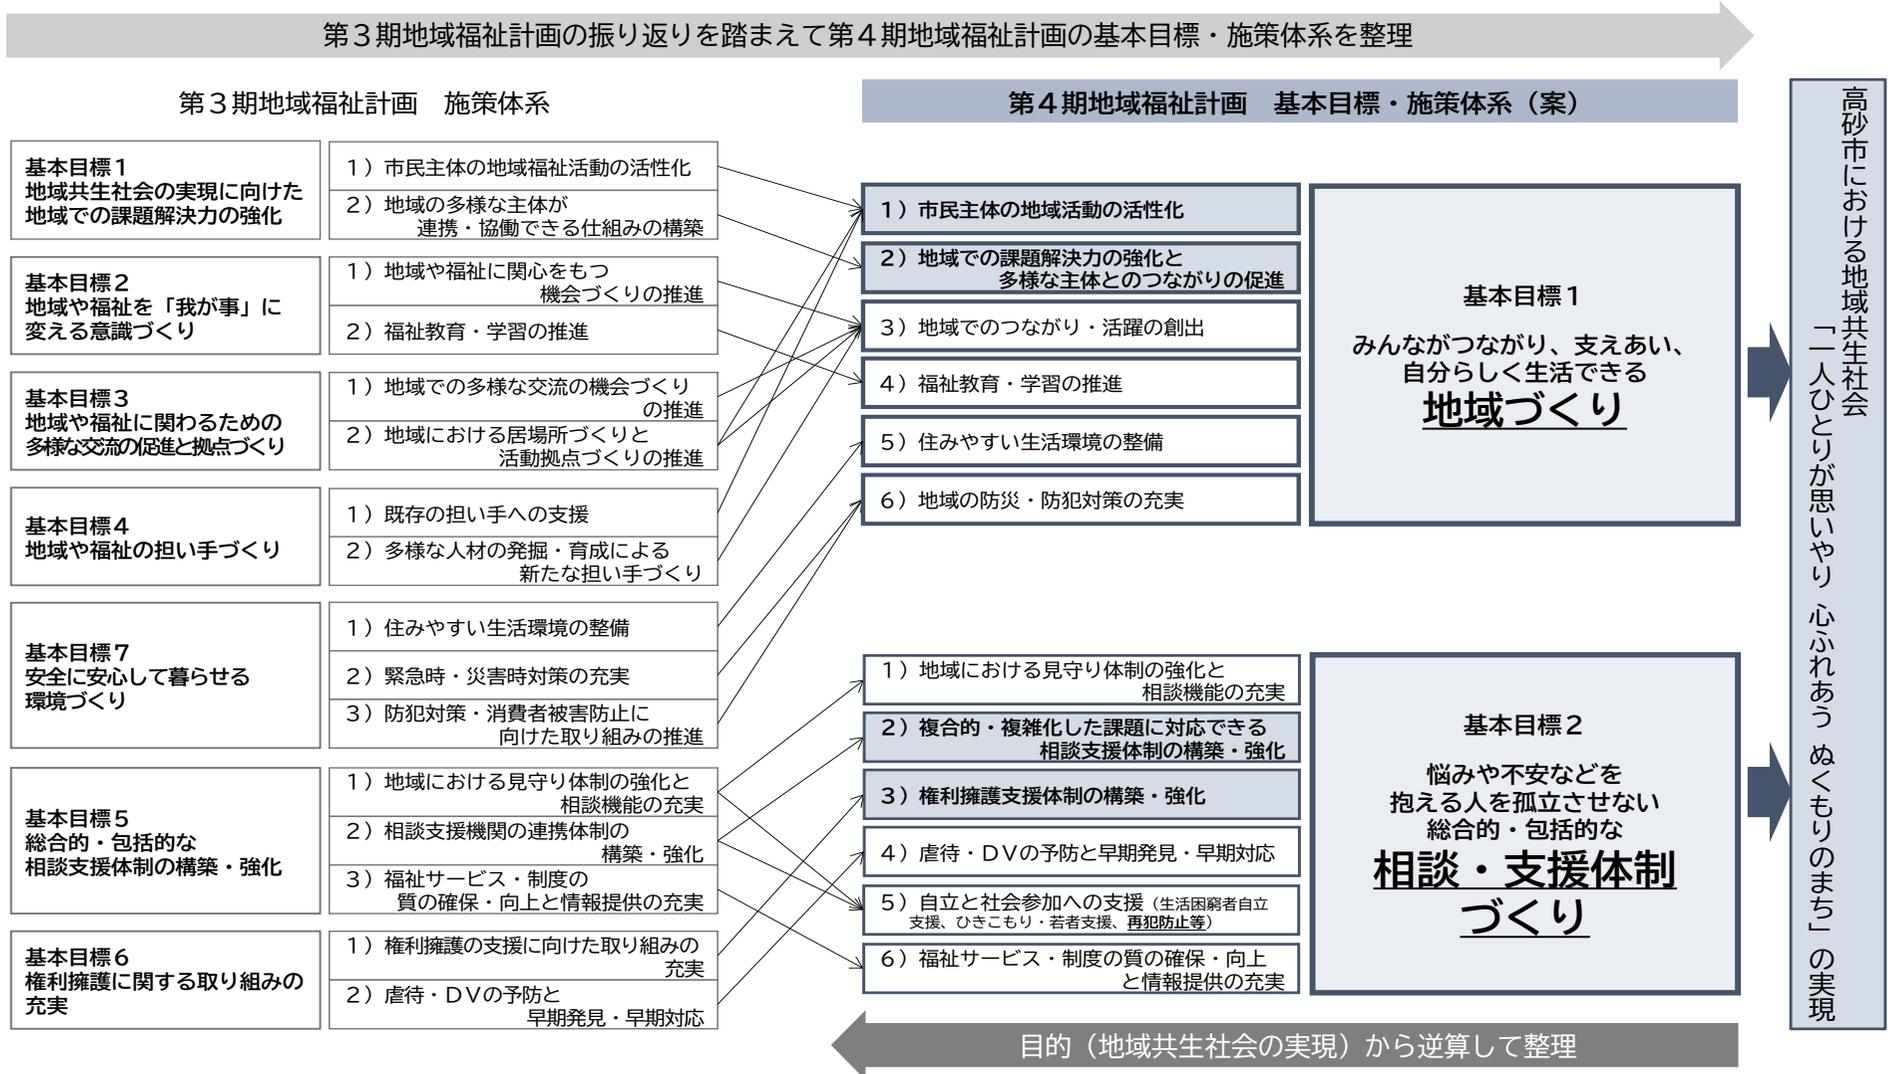 第３期地域福祉計画の振り返りを踏まえて第４期地域福祉計画の基本目標・施策体系を整理
第３期地域福祉計画　施策体系
基本目標１
地域共生社会の実現に向けた
地域での課題解決力の強化
１）市民主体の地域福祉活動の活性化
２）地域の多様な主体が
連携・協働できる仕組みの構築
基本目標２
地域や福祉を「我が事」に
変える意識づくり
１）地域や福祉に関心をもつ
機会づくりの推進
２）福祉教育・学習の推進
基本目標３
地域や福祉に関わるための
多様な交流の促進と拠点づくり
１）地域での多様な交流の機会づくり
の推進
２）地域における居場所づくりと
活動拠点づくりの推進
基本目標４
地域や福祉の担い手づくり
１）既存の担い手への支援
２）多様な人材の発掘・育成による
新たな担い手づくり
基本目標７
安全に安心して暮らせる
環境づくり
１）住みやすい生活環境の整備
２）緊急時・災害時対策の充実
３）防犯対策・消費者被害防止に
向けた取り組みの推進
基本目標５
総合的・包括的な
相談支援体制の構築・強化
１）地域における見守り体制の強化と
相談機能の充実
２）相談支援機関の連携体制の
構築・強化
３）福祉サービス・制度の
質の確保・向上と情報提供の充実
基本目標６
権利擁護に関する取り組みの
充実
１）権利擁護の支援に向けた取り組みの
充実
２）虐待・ＤＶの予防と
早期発見・早期対応
第４期地域福祉計画　基本目標・施策体系（案）
１）市民主体の地域活動の活性化
２）地域での課題解決力の強化と
多様な主体とのつながりの促進
３）地域でのつながり・活躍の創出
４）福祉教育・学習の推進
５）住みやすい生活環境の整備
６）地域の防災・防犯対策の充実
基本目標１
みんながつながり、支えあい、
自分らしく生活できる
地域づくり
１）地域における見守り体制の強化と
相談機能の充実
２）複合的・複雑化した課題に対応できる
相談支援体制の構築・強化
３）権利擁護支援体制の構築・強化
４）虐待・ＤＶの予防と早期発見・早期対応
５）自立と社会参加への支援（生活困窮者自立
支援、ひきこもり・若者支援、再犯防止等）
６）福祉サービス・制度の質の確保・向上
と情報提供の充実
基本目標２
悩みや不安などを
抱える人を孤立させない
総合的・包括的な
相談・支援体制
づくり
高砂市における地域共生社会
「一人ひとりが思いやり　心ふれあう　ぬくもりのまち」の実現
目的（地域共生社会の実現）から逆算して整理